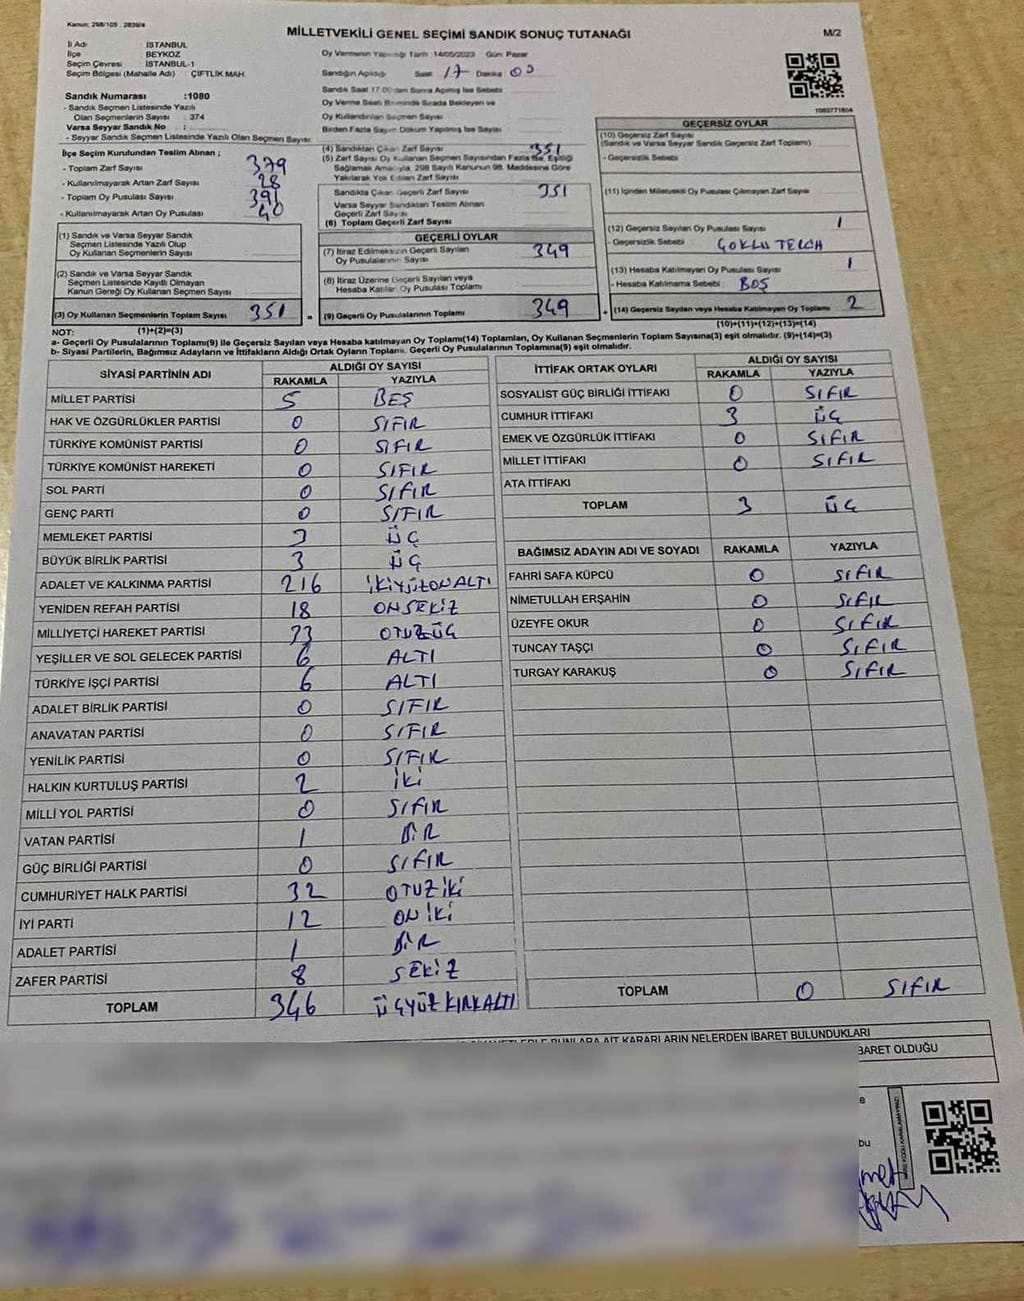 Kanun: 298/105 ; 2839/4
MİLLETVEKİLİ GENEL SEÇİMİ SANDIK SONUÇ TUTANAĞI
M/2
İl Adı : İSTANBUL
İlçe : BEYKOZ
Seçim Çevresi : İSTANBUL-1
Seçim Bölgesi (Mahalle Adı) : ÇİFTLİK MAH.
Oy Vermenin Yapıldığı Tarih : 14/05/2023 Gün: Pazar
Sandığın Açıldığı Saat 17 Dakika 00
Sandık Saat 17:00'den Sonra Açılmış İse Sebebi
Oy Verme Saati Bitiminde Sırada Bekleyen ve
Oy Kullandırılan Seçmen Sayısı
Birden Fazla Sayım Döküm Yapılmış İse Sayısı
Sandık Numarası :1080
- Sandık Seçmen Listesinde Yazılı
Olan Seçmenlerin Sayısı : 374
Varsa Seyyar Sandık No :
- Seyyar Sandık Seçmen Listesinde Yazılı Olan Seçmen Sayısı:
İlçe Seçim Kurulundan Teslim Alınan ;
- Toplam Zarf Sayısı : 379
- Kullanılmayarak Artan Zarf Sayısı : 28
- Toplam Oy Pusulası Sayısı : 391
- Kullanılmayarak Artan Oy Pusulası : 40
(1) Sandık ve Varsa Seyyar Sandık
Seçmen Listesinde Yazılı Olup
Oy Kullanan Seçmen Sayısı
(2) Sandık ve Varsa Seyyar Sandık
Seçmen Listesinde Kayıtlı Olmayan
Kanun Gereği Oy Kullanan Seçmen Sayısı
(3) Oy Kullanan Seçmenlerin Toplam Sayısı 351
(4) Sandıktan Çıkan Zarf Sayısı 351
(5) Zarf Sayısı Oy Kullanan Seçmen Sayısından Fazla İse, Eşitliği
Sağlamak Amacıyla, 298 Sayılı Kanunun 98. Maddesine Göre
Yakılarak Yok Edilen Zarf Sayısı
Sandıkta Çıkan Geçerli Zarf Sayısı 351
Varsa Seyyar Sandıktan Teslim Alınan
Geçerli Zarf Sayısı
(6) Toplam Geçerli Zarf Sayısı
GEÇERLİ OYLAR
(7) İtiraz Edilmeksizin Geçerli Sayılan
Oy Pusulalarının Sayısı 349
(8) İtiraz Üzerine Geçerli Sayılan veya
Hesaba Katılan Oy Pusulası Toplamı
= (9) Geçerli Oy Pusulalarının Toplamı 349
1080771804
GEÇERSİZ OYLAR
(10) Geçersiz Zarf Sayısı
(Sandık ve Varsa Seyyar Sandık Geçersiz Zarf Toplamı)
- Geçersizlik Sebebi
(11) İçinden Milletvekili Oy Pusulası Çıkmayan Zarf Sayısı
(12) Geçersiz Sayılan Oy Pusulası Sayısı 1
- Geçersizlik Sebebi : ÇOKLU TERCH
(13) Hesaba Katılmayan Oy Pusulası Sayısı 1
- Hesaba Katılmama Sebebi : BOŞ
+ (14) Geçersiz Sayılan veya Hesaba Katılmayan Oy Toplamı 2
NOT: (1)+(2)=(3)
(10)+(11)+(12)+(13)=(14)
a- Geçerli Oy Pusulasının Toplamı(9) ile Geçersiz Sayılan veya Hesaba katılmayan Oy Toplamı(14) Toplamları, Oy Kullanan Seçmenlerin Toplam Sayısına(3) eşit olmalıdır. (9)+(14)=(3)
b- Siyasi Partilerin, Bağımsız Adayların ve İttifakların Aldığı Ortak Oyların Toplamı, Geçerli Oy Pusulalarının Toplamına(9) eşit olmalıdır.
SİYASİ PARTİNİN ADI
ALDIĞI OY SAYISI
RAKAMLA YAZIYLA
MİLLET PARTİSİ 5 BEŞ
HAK VE ÖZGÜRLÜKLER PARTİSİ 0 SIFIR
TÜRKİYE KOMÜNİST PARTİSİ 0 SIFIR
TÜRKİYE KOMÜNİST HAREKETİ 0 SIFIR
SOL PARTİ 0 SIFIR
GENÇ PARTİ 0 SIFIR
MEMLEKET PARTİSİ 3 ÜÇ
BÜYÜK BİRLİK PARTİSİ 3 ÜÇ
ADALET VE KALKINMA PARTİSİ 216 İKİYÜZONALTI
YENİDEN REFAH PARTİSİ 18 ONSEKİZ
MİLLİYETÇİ HAREKET PARTİSİ 33 OTUZÜÇ
YEŞİLLER VE SOL GELECEK PARTİSİ 6 ALTI
TÜRKİYE İŞÇİ PARTİSİ 6 ALTI
ADALET BİRLİK PARTİSİ 0 SIFIR
ANAVATAN PARTİSİ 0 SIFIR
YENİLİK PARTİSİ 0 SIFIR
HALKIN KURTULUŞ PARTİSİ 2 İKİ
MİLLİ YOL PARTİSİ 0 SIFIR
VATAN PARTİSİ 1 BİR
GÜÇ BİRLİĞİ PARTİSİ 0 SIFIR
CUMHURİYET HALK PARTİSİ 32 OTUZİKİ
İYİ PARTİ 12 ONİKİ
ADALET PARTİSİ 1 BİR
ZAFER PARTİSİ 8 SEKİZ
TOPLAM 346 ÜÇYÜZKIRKALTI
İTTİFAK ORTAK OYLARI
ALDIĞI OY SAYISI
RAKAMLA YAZIYLA
SOSYALİST GÜÇ BİRLİĞİ İTTİFAKI 0 SIFIR
CUMHUR İTTİFAKI 3 ÜÇ
EMEK VE ÖZGÜRLÜK İTTİFAKI 0 SIFIR
MİLLET İTTİFAKI 0 SIFIR
ATA İTTİFAKI
TOPLAM 3 ÜÇ
BAĞIMSIZ ADAYIN ADI VE SOYADI RAKAMLA YAZIYLA
FAHRİ SAFA KÜPCÜ 0 SIFIR
NİMETULLAH ERŞAHİN 0 SIFIR
ÜZEYFE OKUR 0 SIFIR
TUNCAY TAŞÇI 0 SIFIR
TURGAY KARAKUŞ 0 SIFIR
TOPLAM 0 SIFIR
BUNLARA AİT KARARLARIN NELERDEN İBARET BULUNDUKLARI
BARET OLDUĞU
e
bu